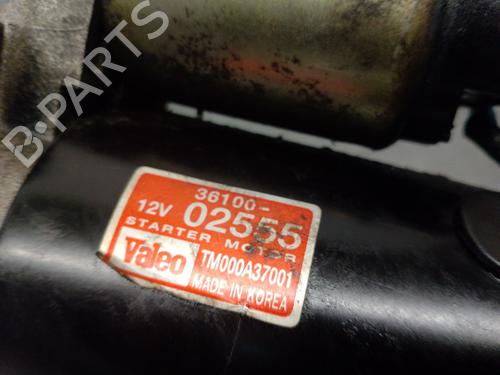 B-PARTS
36100-
12V 02555
STARTER MOTOR
Valeo TM000A37001
MADE IN KOREA